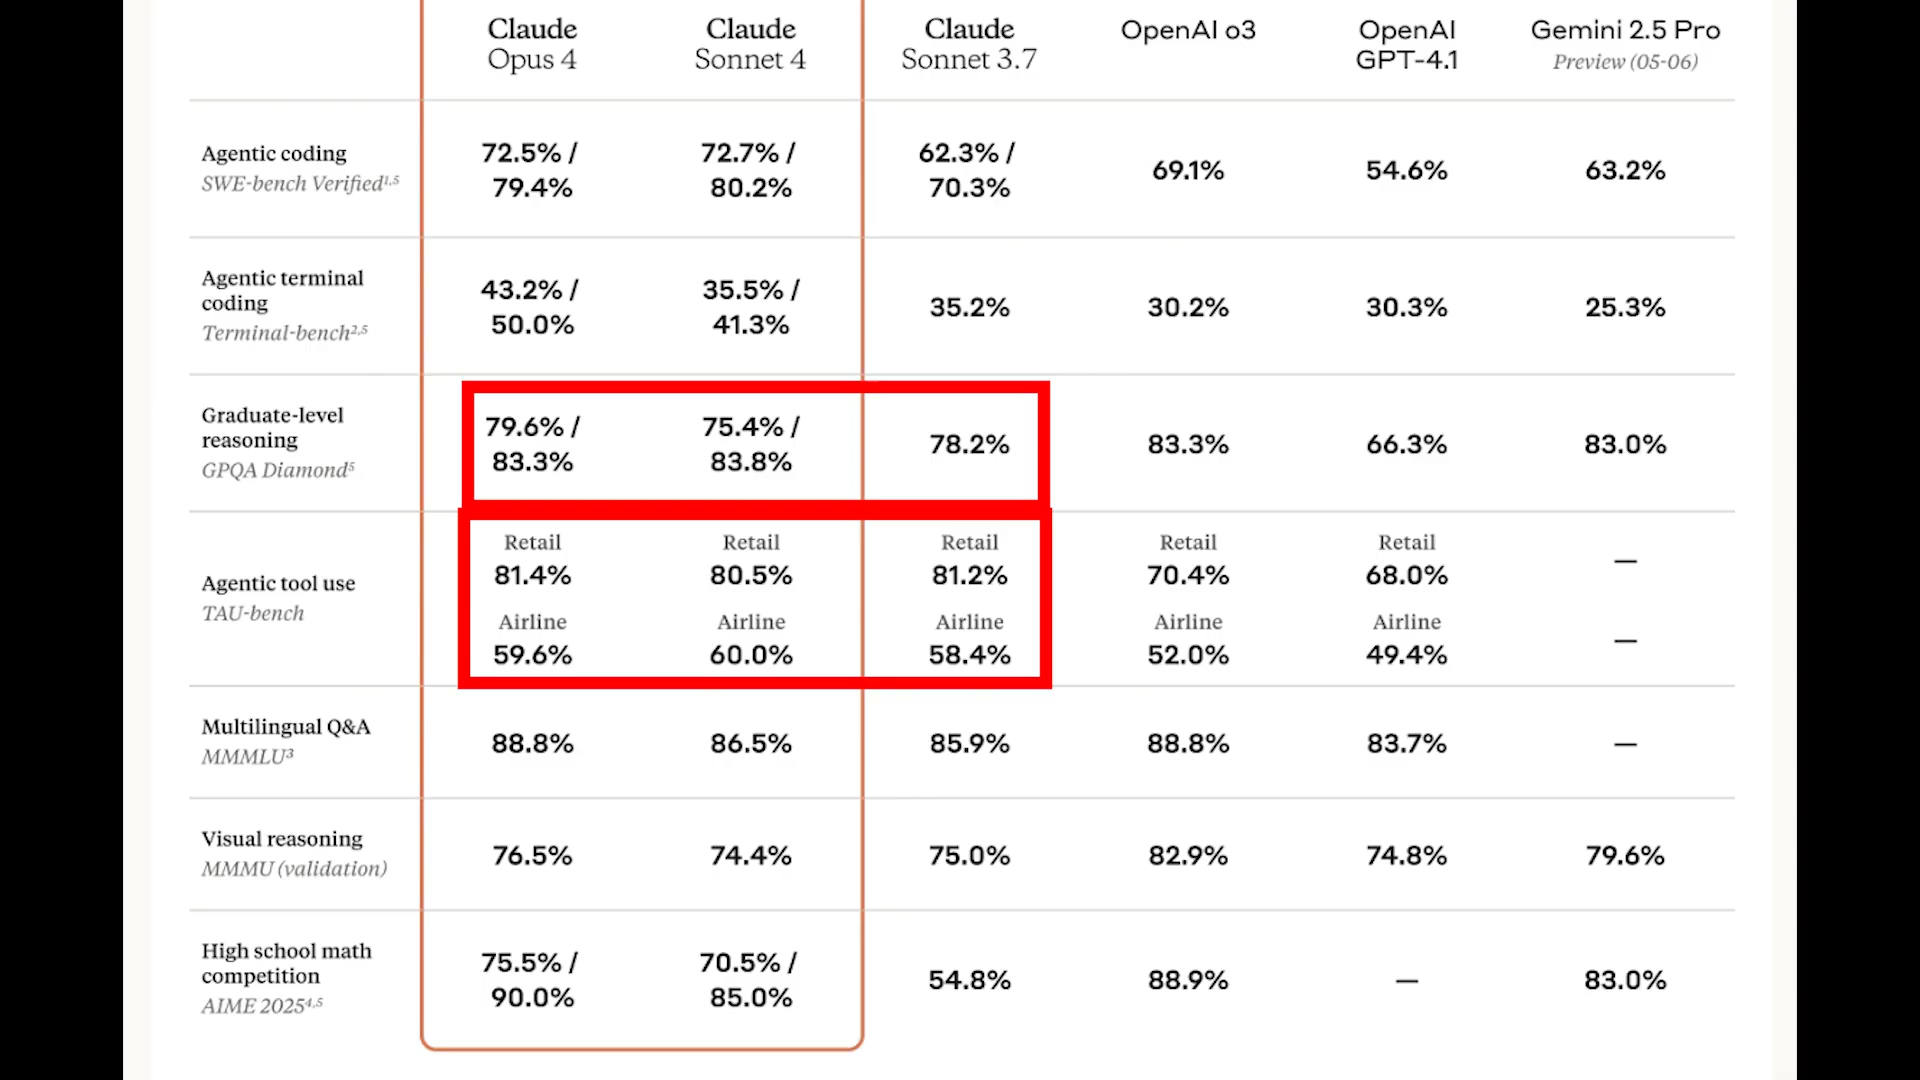 Claude Opus 4
Claude Sonnet 4
Claude Sonnet 3.7
OpenAI o3
OpenAI GPT-4.1
Gemini 2.5 Pro
Preview (05-06)
Agentic coding
SWE-bench Verified¹,⁵
72.5% / 79.4%
72.7% / 80.2%
62.3% / 70.3%
69.1%
54.6%
63.2%
Agentic terminal coding
Terminal-bench²,⁵
43.2% / 50.0%
35.5% / 41.3%
35.2%
30.2%
30.3%
25.3%
Graduate-level reasoning
GPQA Diamond⁵
79.6% / 83.3%
75.4% / 83.8%
78.2%
83.3%
66.3%
83.0%
Agentic tool use
TAU-bench
Retail 81.4%
Retail 80.5%
Retail 81.2%
Retail 70.4%
Retail 68.0%
—
Airline 59.6%
Airline 60.0%
Airline 58.4%
Airline 52.0%
Airline 49.4%
—
Multilingual Q&A
MMMLU³
88.8%
86.5%
85.9%
88.8%
83.7%
—
Visual reasoning
MMMU (validation)
76.5%
74.4%
75.0%
82.9%
74.8%
79.6%
High school math competition
AIME 2025⁴,⁵
75.5% / 90.0%
70.5% / 85.0%
54.8%
88.9%
—
83.0%